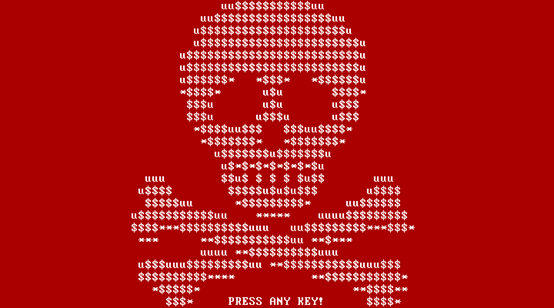 uu$$$$$$$$$$$uu
uu$$$$$$$$$$$$$$$$$uu
u$$$$$$$$$$$$$$$$$$$$$u
u$$$$$$$$$$$$$$$$$$$$$$$u
u$$$$$$$$$$$$$$$$$$$$$$$$$u
u$$$$$$$$$$$$$$$$$$$$$$$$$u
u$$$$$$* *$$$* *$$$$$$u
*$$$$* u$u $$$$*
$$$u u$u u$$$
$$$u u$$$u u$$$
*$$$$uu$$$ $$$uu$$$$*
*$$$$$$$* *$$$$$$$*
u$$$$$$$u$$$$$$$u
u$*$*$*$*$*$*$u
uuu $$u$ $ $ $ $u$$ uuu
u$$$$ $$$$$u$u$u$$$ u$$$$
$$$$$uu *$$$$$$$$$* uu$$$$$$
u$$$$$$$$$$$uu ***** uuuu$$$$$$$$$
$$$$***$$$$$$$$$$uuu uu$$$$$$$$$***$$$*
*** **$$$$$$$$$$$uu **$***
uuuu **$$$$$$$$$$uuu
u$$$uuu$$$$$$$$$uu **$$$$$$$$$$$uuu$$$
$$$$$$$$$$**** **$$$$$$$$$$$*
*$$$$$* **$$$$**
$$$* PRESS ANY KEY! $$$$*